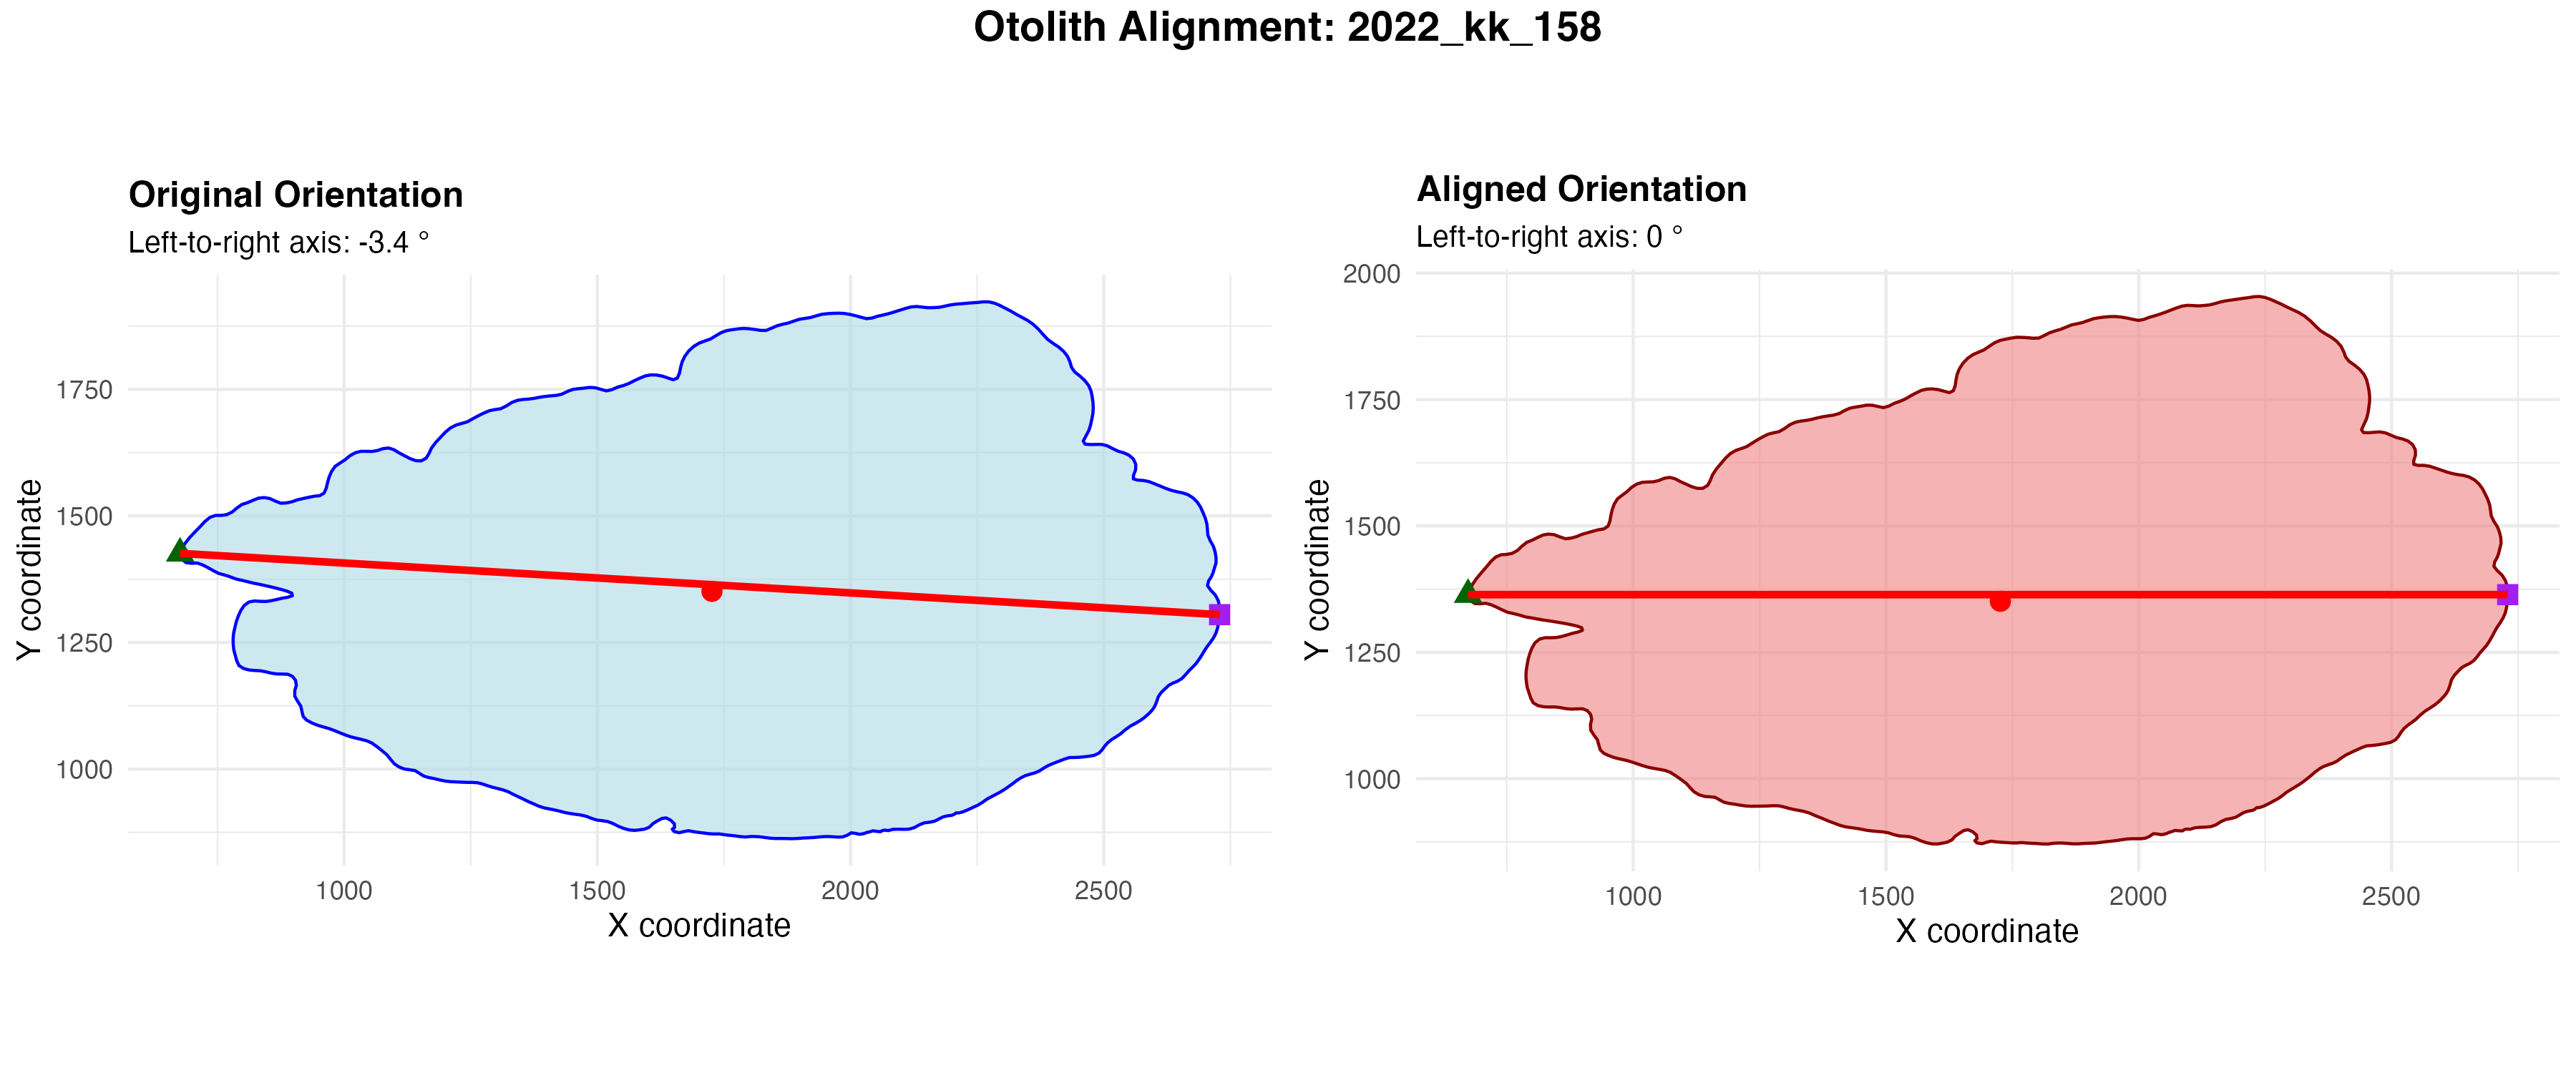 Otolith Alignment: 2022_kk_158
Original Orientation
Left-to-right axis: -3.4 °
1750
1500
1250
1000
Y coordinate
1000 1500 2000 2500
X coordinate
Aligned Orientation
Left-to-right axis: 0 °
2000
1750
1500
1250
1000
Y coordinate
1000 1500 2000 2500
X coordinate